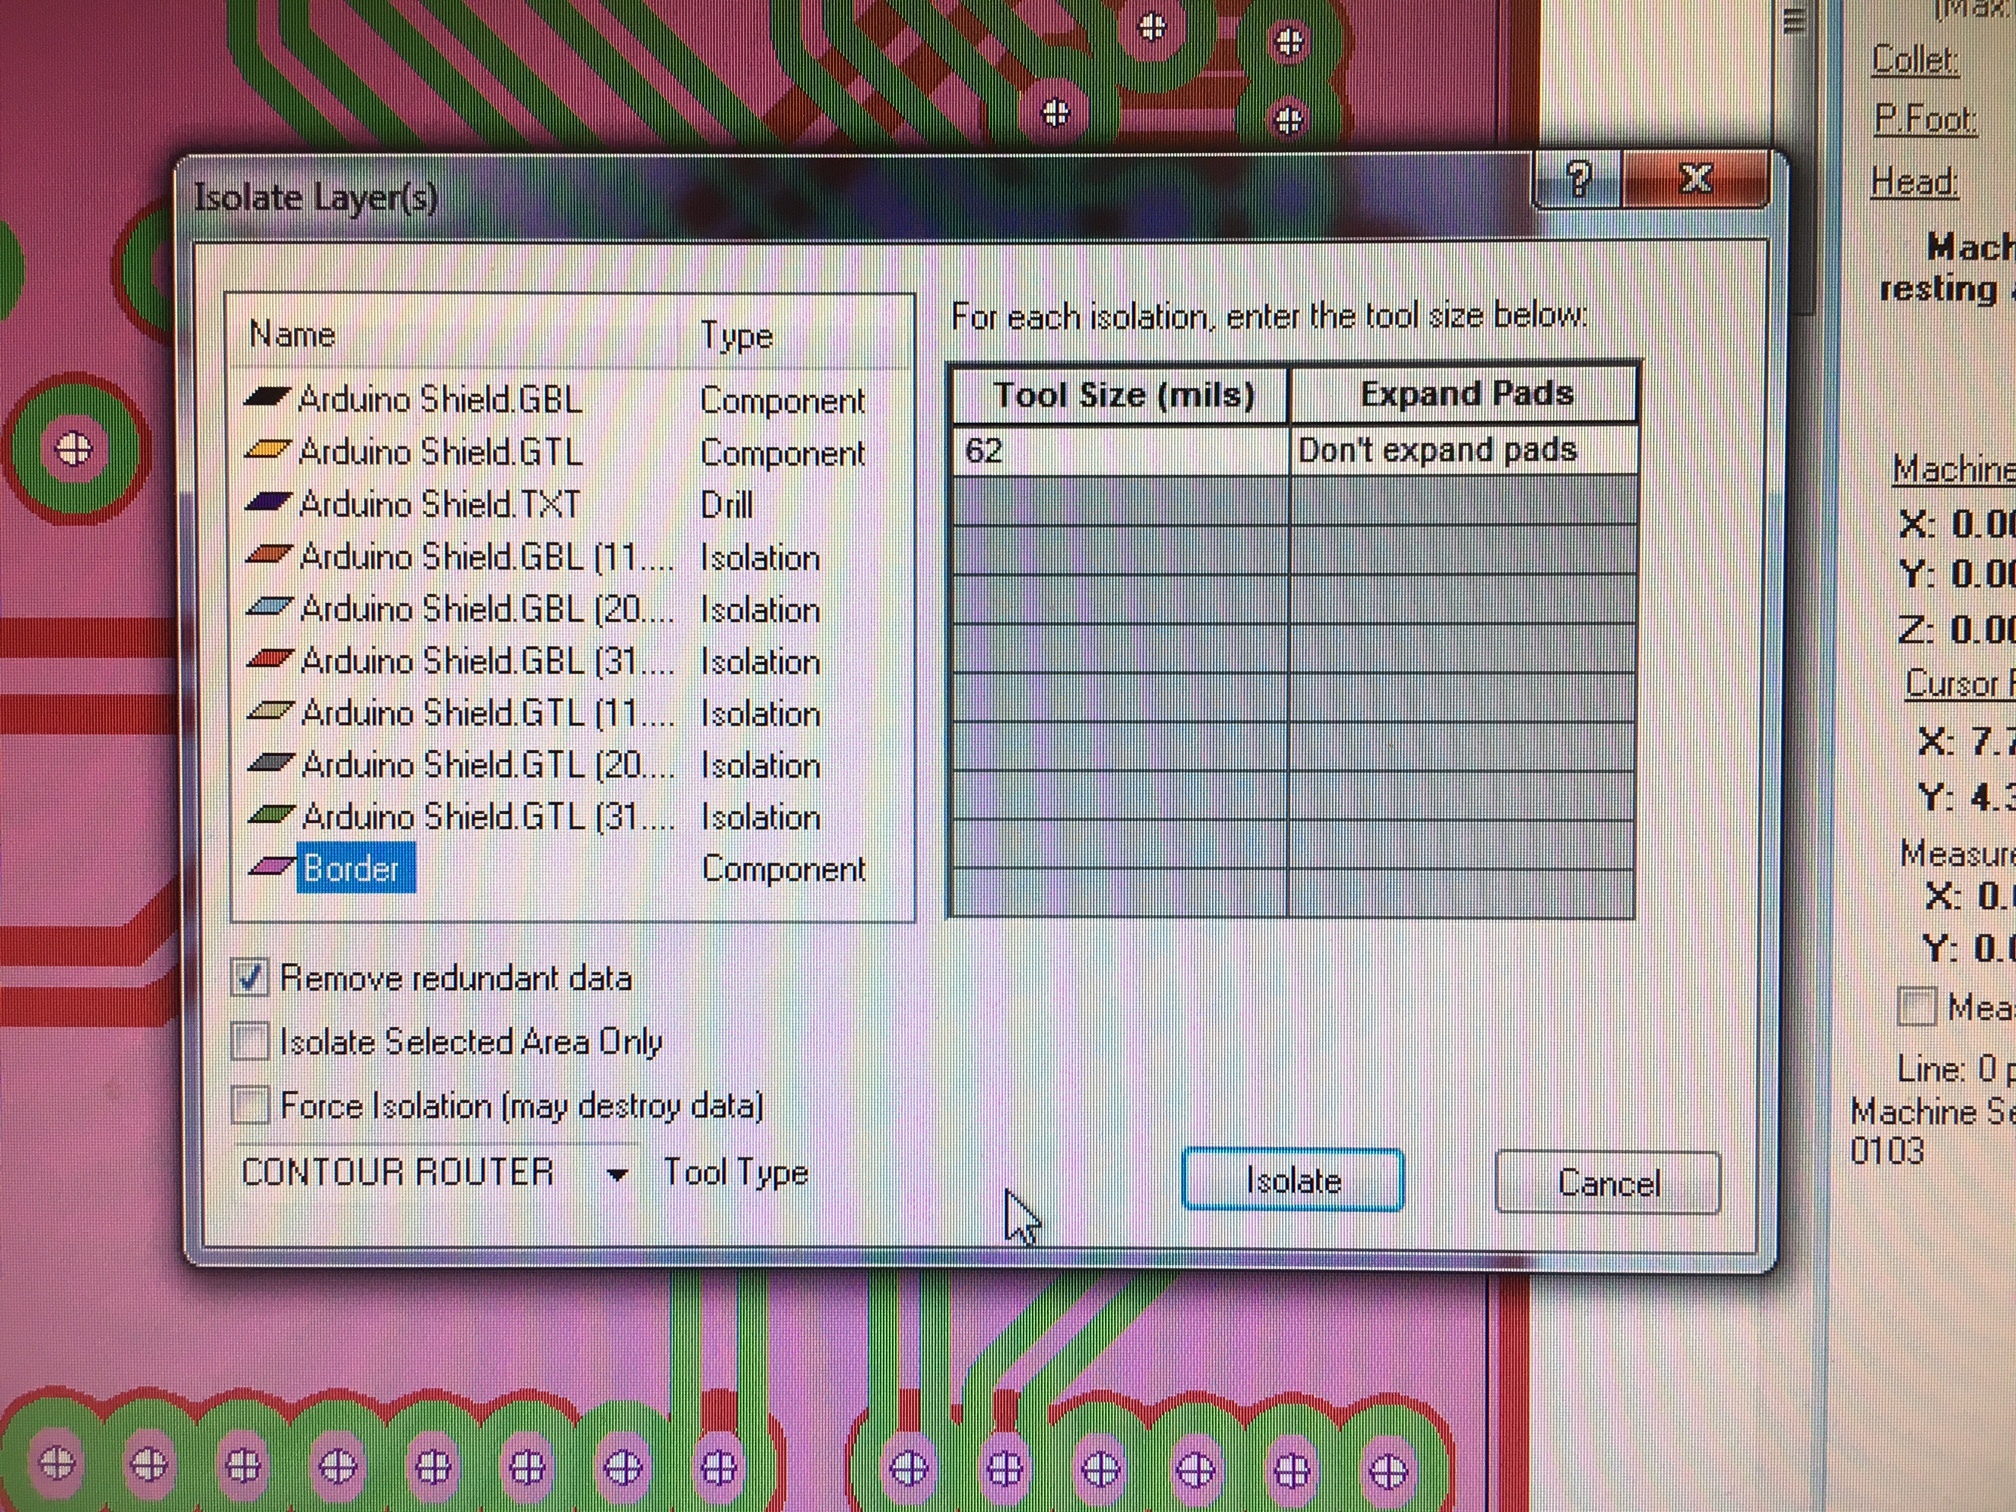 Isolate Layer(s)
?
X
Name Type
Arduino Shield.GBL Component
Arduino Shield.GTL Component
Arduino Shield.TXT Drill
Arduino Shield.GBL (11.... Isolation
Arduino Shield.GBL (20.... Isolation
Arduino Shield.GBL (31.... Isolation
Arduino Shield.GTL (11.... Isolation
Arduino Shield.GTL (20.... Isolation
Arduino Shield.GTL (31.... Isolation
Border Component
Remove redundant data
Isolate Selected Area Only
Force Isolation (may destroy data)
CONTOUR ROUTER Tool Type
For each isolation, enter the tool size below:
Tool Size (mils) Expand Pads
62 Don't expand pads
Isolate Cancel
(Max.
Collet:
P.Foot:
Head:
Mach
resting
Machine
X: 0.00
Y: 0.00
Z: 0.00
Cursor
X: 7.7
Y: 4.3
Measure
X: 0.
Y: 0.
Mea
Line: 0 p
Machine Se
0103